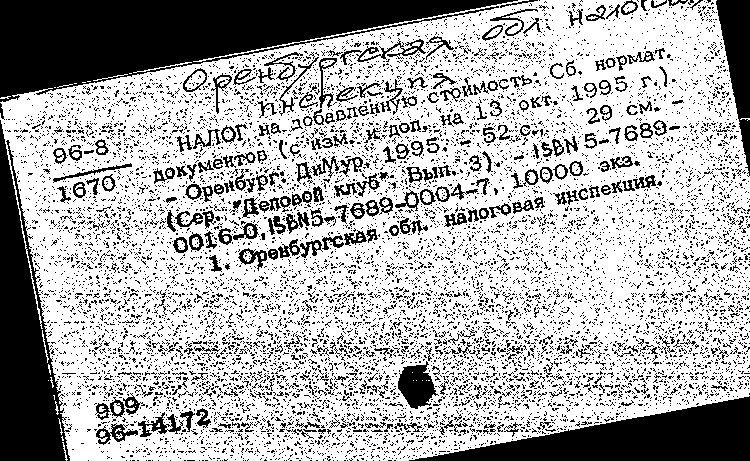 Оренбургская обл. налоговая
инспекция
96-8
1670
НАЛОГ на добавленную стоимость: Сб. нормат.
документов (с изм. и доп. на 13 окт. 1995 г.).
- Оренбург: ДиМур, 1995. - 52 с., 29 см. -
(Сер. "Деловой клуб", Вып. 3). - ISBN 5-7689-
0016-0, ISBN 5-7689-0004-7, 10000 экз.
1. Оренбургская обл. налоговая инспекция.
909
96-14172